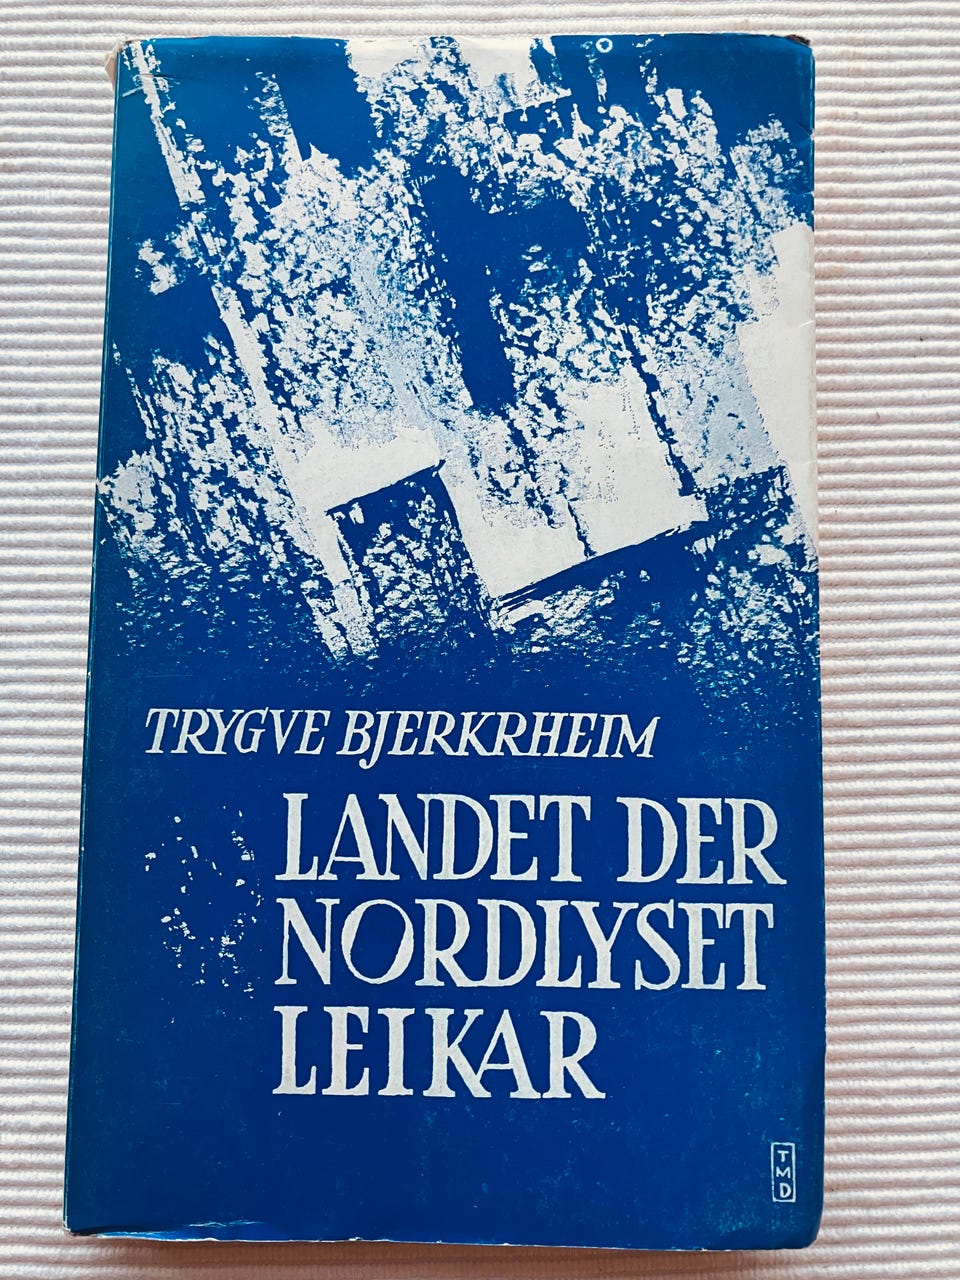 TRYGVE BJERKRHEIM
LANDET DER
NORDLYSET
LEIKAR
TMD